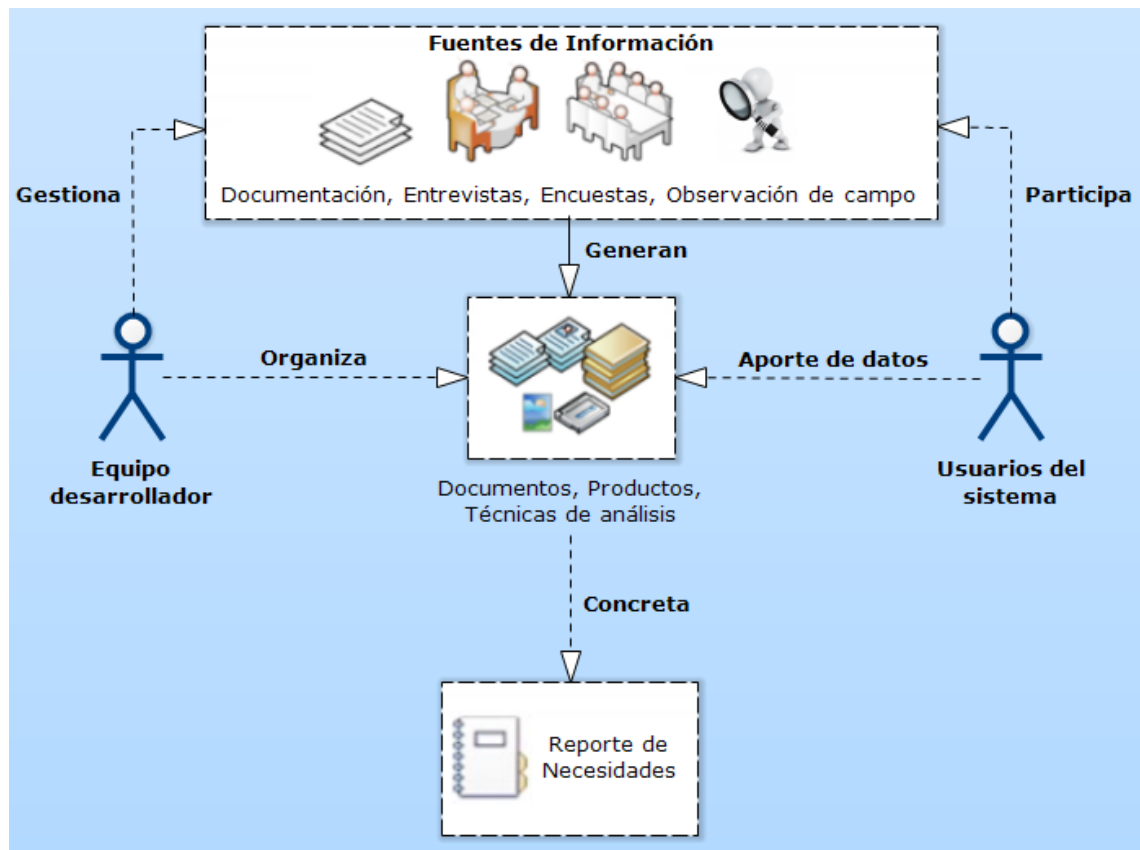 Fuentes de Información
Documentación, Entrevistas, Encuestas, Observación de campo
Gestiona
Participa
Generan
Organiza
Aporte de datos
Equipo
desarrollador
Usuarios del
sistema
Documentos, Productos,
Técnicas de análisis
Concreta
Reporte de
Necesidades